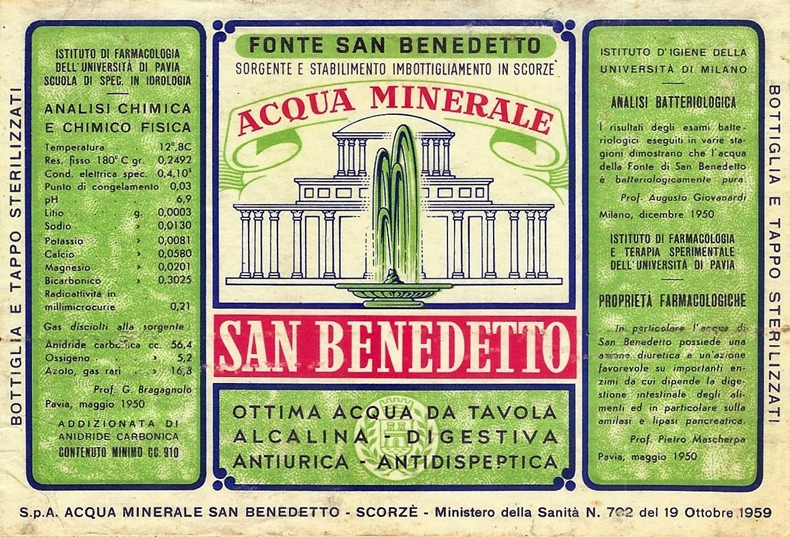 BOTTIGLIA E TAPPO STERILIZZATI
ISTITUTO DI FARMACOLOGIA
DELL'UNIVERSITÀ DI PAVIA
SCUOLA DI SPEC. IN IDROLOGIA
ANALISI CHIMICA
E CHIMICO FISICA
Temperatura 12°,8C
Res. fisso 180° C gr. 0,2492
Cond. elettrica spec. 0,4.10³
Punto di congelamento 0,03
pH 6,9
Litio g. 0,0003
Sodio » 0,0130
Potassio » 0,0081
Calcio » 0,0580
Magnesio » 0,0201
Bicarbonico » 0,3025
Radioattività in
millimicrocurie 0,21
Gas disciolti alla sorgente:
Anidride carbonica cc. 56,4
Ossigeno » 5,2
Azoto, gas rari » 16,8
Prof. G. Bragagnolo
Pavia, maggio 1950
ADDIZIONATA DI
ANIDRIDE CARBONICA
CONTENUTO MINIMO CC. 910
FONTE SAN BENEDETTO
SORGENTE E STABILIMENTO IMBOTTIGLIAMENTO IN SCORZE'
ACQUA MINERALE
SAN BENEDETTO
OTTIMA ACQUA DA TAVOLA
ALCALINA - DIGESTIVA
ANTIURICA - ANTIDISPEPTICA
ISTITUTO D'IGIENE DELLA
UNIVERSITÀ DI MILANO
ANALISI BATTERIOLOGICA
I risultati degli esami batte-
riologici eseguiti in varie sta-
gioni dimostrano che l'acqua
della Fonte di San Benedetto
è batteriologicamente pura.
Prof. Augusto Giovanardi
Milano, dicembre 1950
ISTITUTO DI FARMACOLOGIA
E TERAPIA SPERIMENTALE
DELL'UNIVERSITÀ DI PAVIA
PROPRIETÀ FARMACOLOGICHE
... In particolare l'acqua di
San Benedetto possiede una
azione diuretica e un'azione
favorevole su importanti en-
zimi da cui dipende la dige-
stione intestinale degli ali-
menti ed in particolare sulla
amilasi e lipasi pancreatica.
Prof. Pietro Mascherpa
Pavia, maggio 1950
BOTTIGLIA E TAPPO STERILIZZATI
S.p.A. ACQUA MINERALE SAN BENEDETTO - SCORZÈ - Ministero della Sanità N. 702 del 19 Ottobre 1959